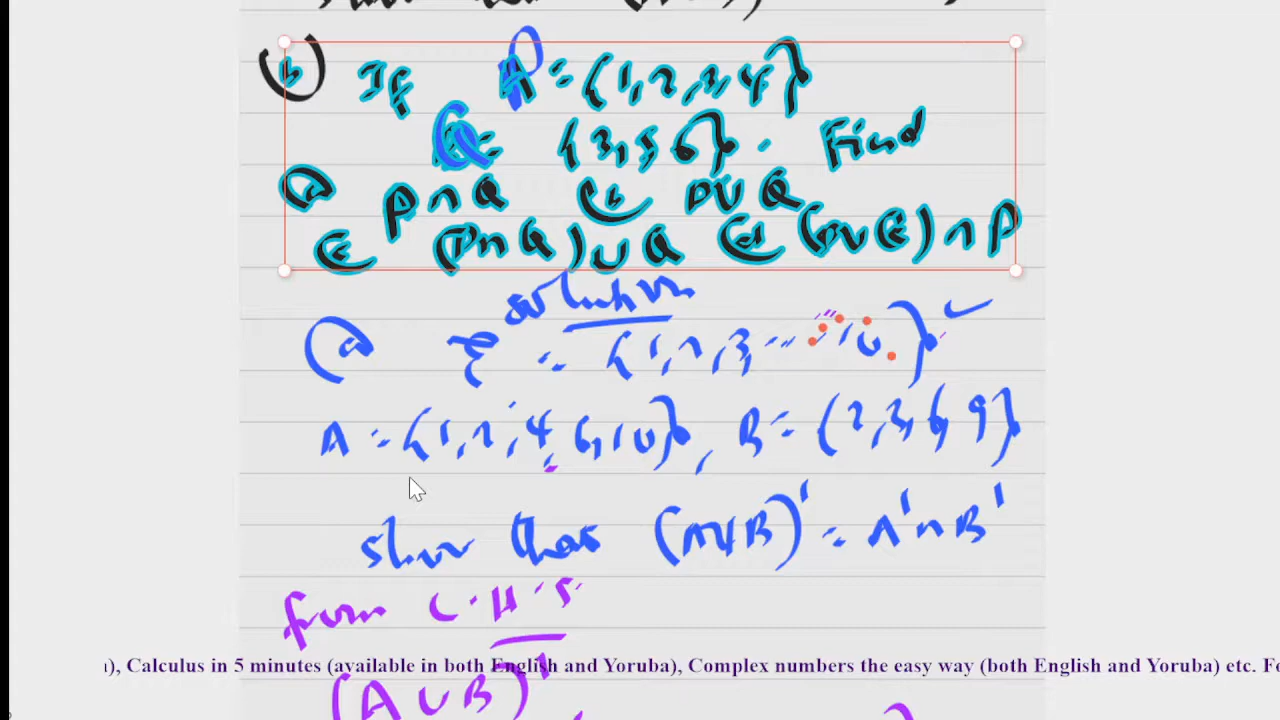 (b) If P = {1, 2, 3, 4}
Q = {3, 5, 6}. Find
(a) P ∩ Q (b) P ∪ Q
(c) (P ∩ Q) ∪ Q (d) (P ∪ Q) ∩ P
solution
(a) ξ = {1, 2, 3, ... , 10}
A = {1, 2, 4, 6, 10}, B = {2, 3, 6, 9}
show that (A ∪ B)' = A' ∩ B'
from L.H.S
), Calculus in 5 minutes (available in both English and Yoruba), Complex numbers the easy way (both English and Yoruba) etc. Fo
(A ∪ B)'